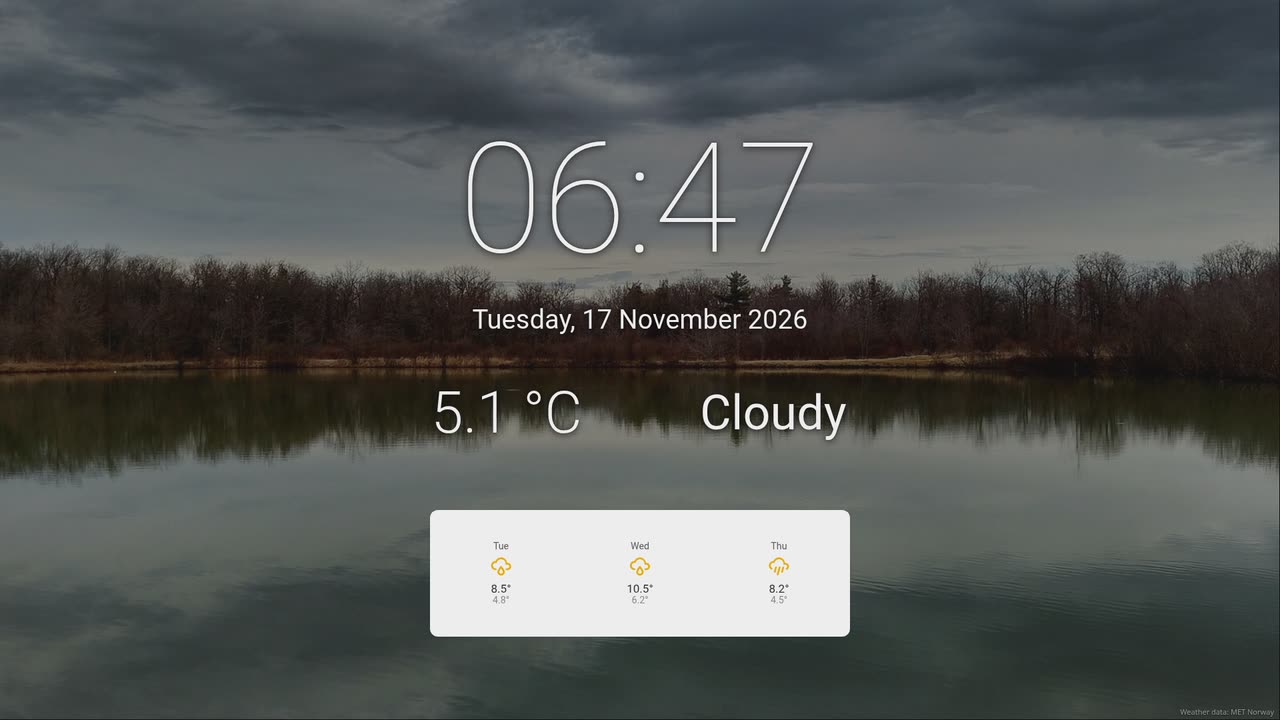 06:47
Tuesday, 17 November 2026
5.1 °C Cloudy
Tue Wed Thu
8.5° 10.5° 8.2°
4.8° 6.2° 4.5°
Weather data: MET Norway